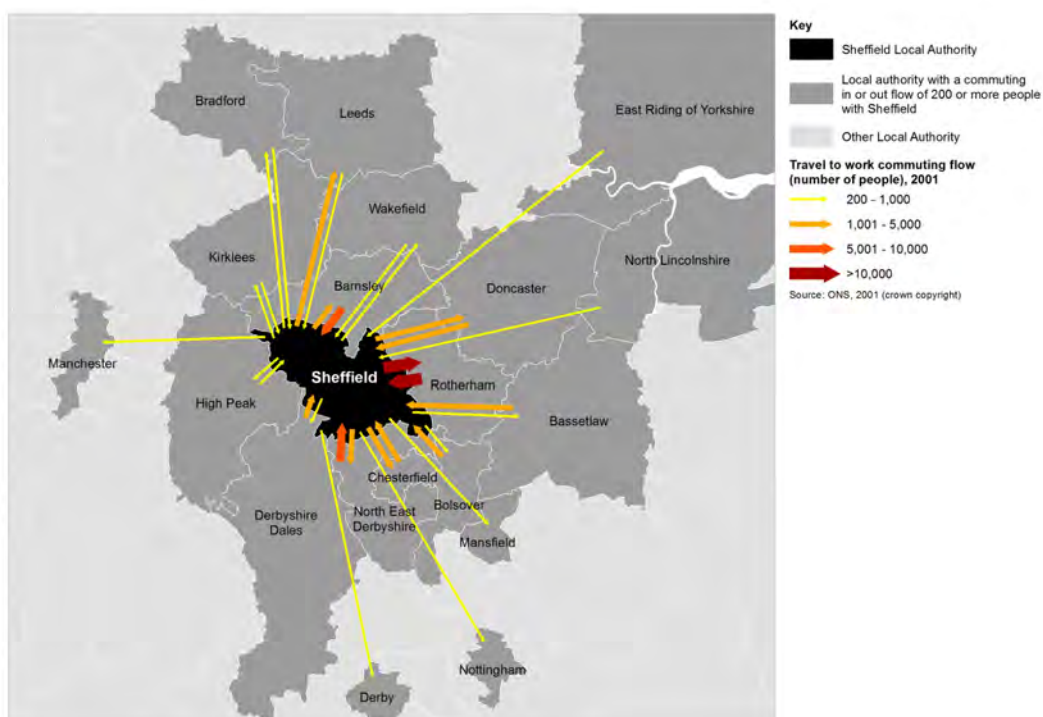 Key
Sheffield Local Authority
Local authority with a commuting
in or out flow of 200 or more people
with Sheffield
Other Local Authority
Travel to work commuting flow
(number of people), 2001
200 - 1,000
1,001 - 5,000
5,001 - 10,000
>10,000
Source: ONS, 2001 (crown copyright)
Bradford
Leeds
East Riding of Yorkshire
Wakefield
Kirklees
Barnsley
Doncaster
North Lincolnshire
Manchester
Sheffield
Rotherham
High Peak
Bassetlaw
Chesterfield
Derbyshire
Dales
North East
Derbyshire
Bolsover
Mansfield
Nottingham
Derby